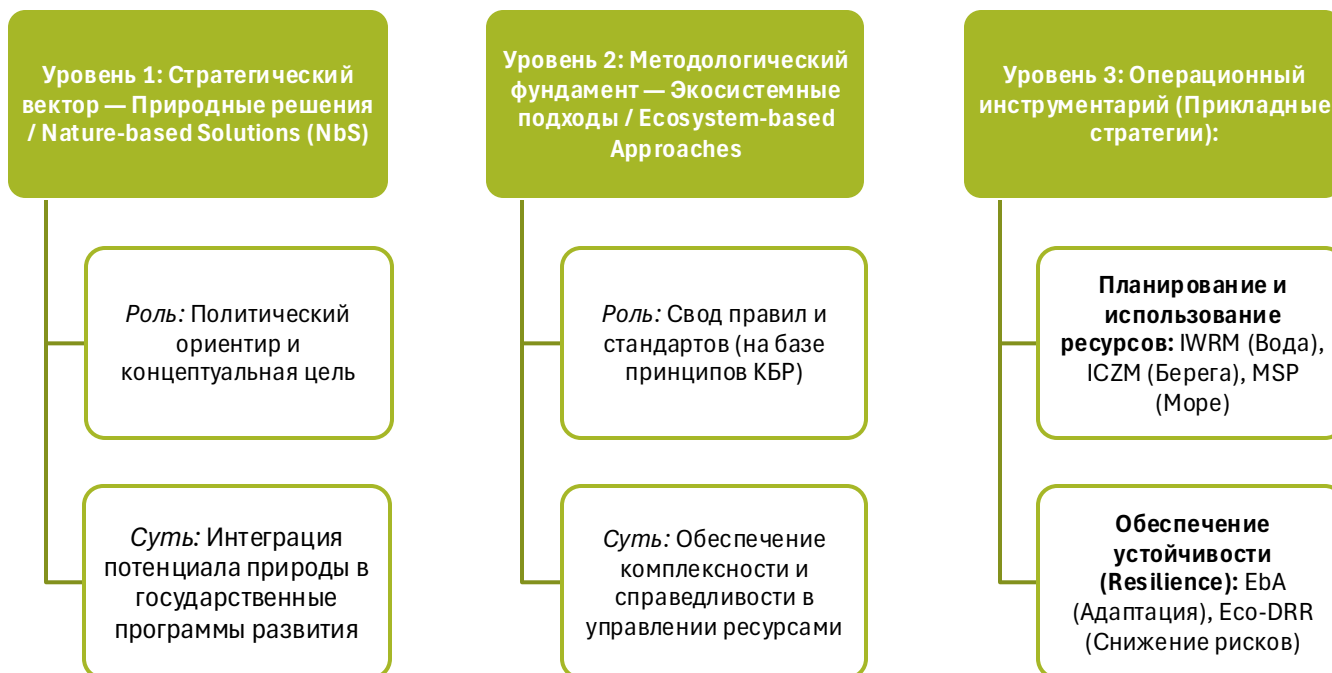 Уровень 1: Стратегический
вектор — Природные решения
/ Nature-based Solutions (NbS)
Роль: Политический
ориентир и
концептуальная цель
Суть: Интеграция
потенциала природы в
государственные
программы развития
Уровень 2: Методологический
фундамент — Экосистемные
подходы / Ecosystem-based
Approaches
Роль: Свод правил и
стандартов (на базе
принципов КБР)
Суть: Обеспечение
комплексности и
справедливости в
управлении ресурсами
Уровень 3: Операционный
инструментарий (Прикладные
стратегии):
Планирование и
использование
ресурсов: IWRM (Вода),
ICZM (Берега), MSP
(Море)
Обеспечение
устойчивости
(Resilience): EbA
(Адаптация), Eco-DRR
(Снижение рисков)